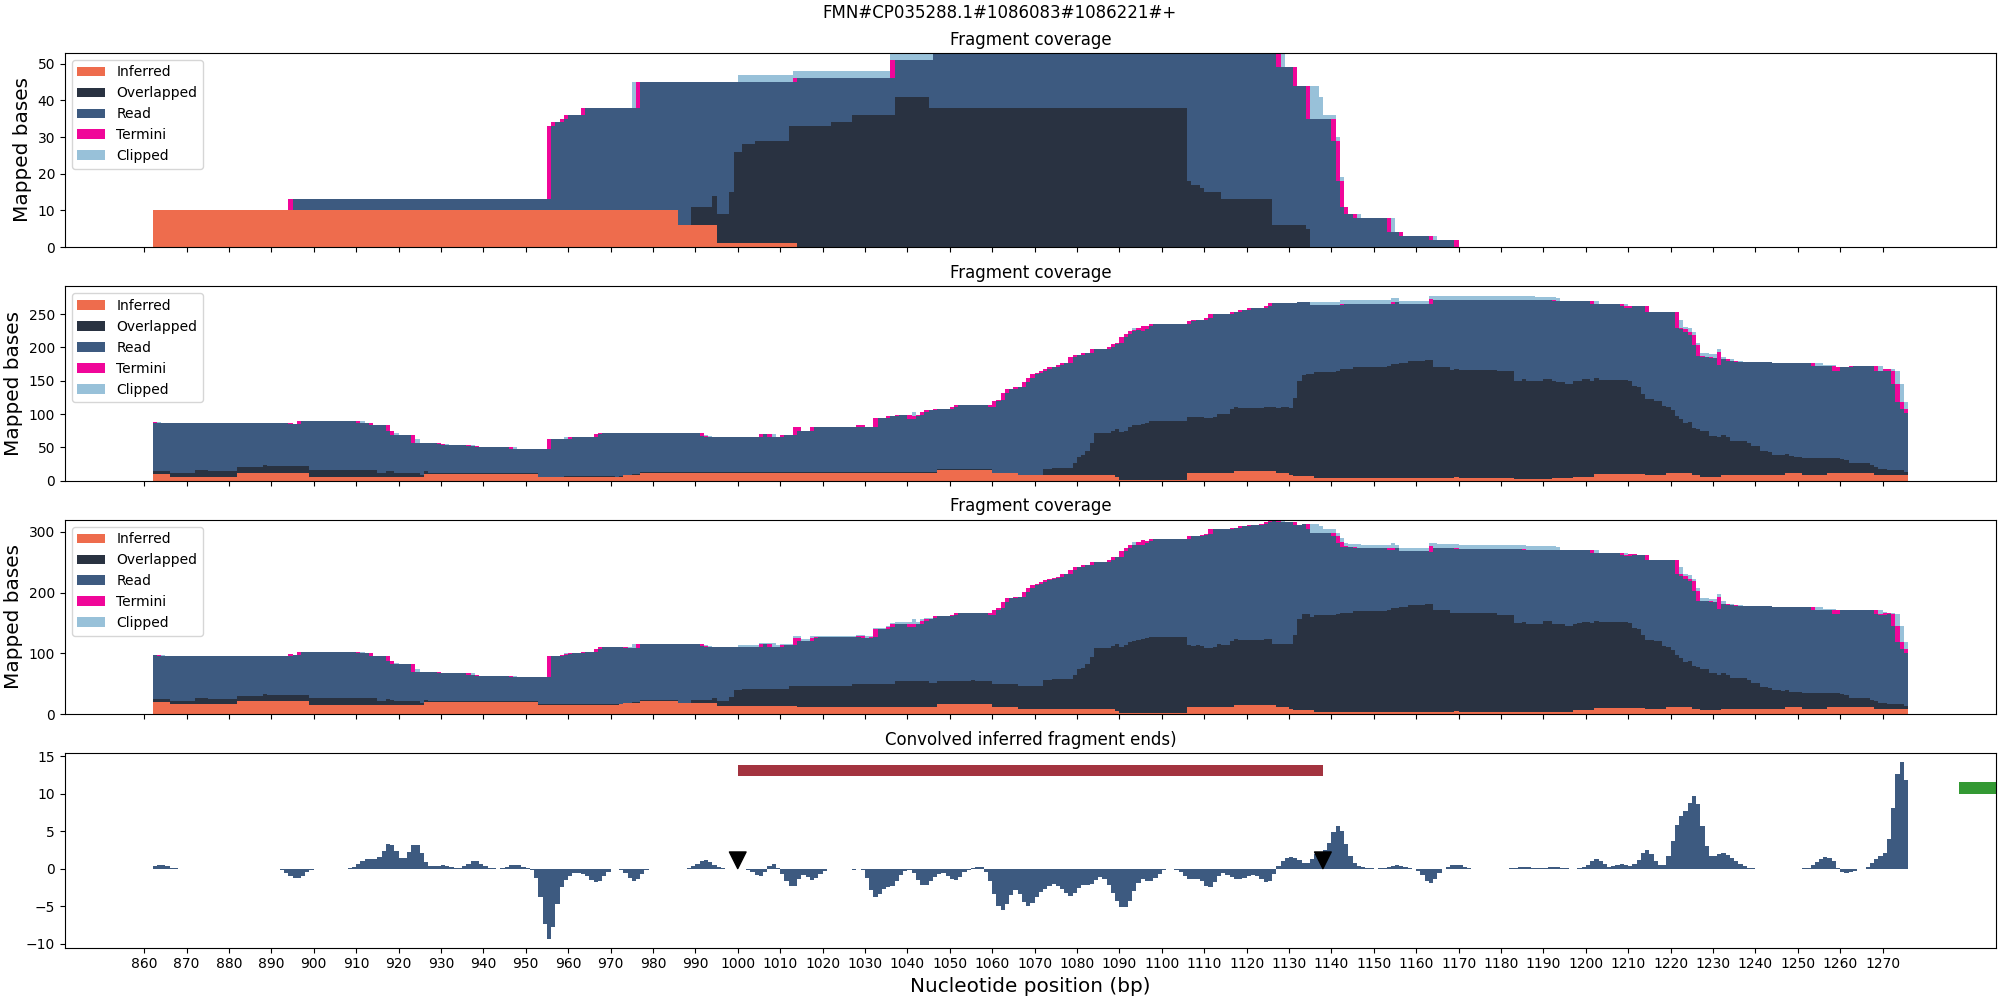 FMN#CP035288.1#1086083#1086221#+
Fragment coverage
Mapped bases
50
40
30
20
10
0
Inferred
Overlapped
Read
Termini
Clipped
Fragment coverage
Mapped bases
250
200
150
100
50
0
Inferred
Overlapped
Read
Termini
Clipped
Fragment coverage
Mapped bases
300
200
100
0
Inferred
Overlapped
Read
Termini
Clipped
Convolved inferred fragment ends)
15
10
5
0
−5
−10
860 870 880 890 900 910 920 930 940 950 960 970 980 990 1000 1010 1020 1030 1040 1050 1060 1070 1080 1090 1100 1110 1120 1130 1140 1150 1160 1170 1180 1190 1200 1210 1220 1230 1240 1250 1260 1270
Nucleotide position (bp)